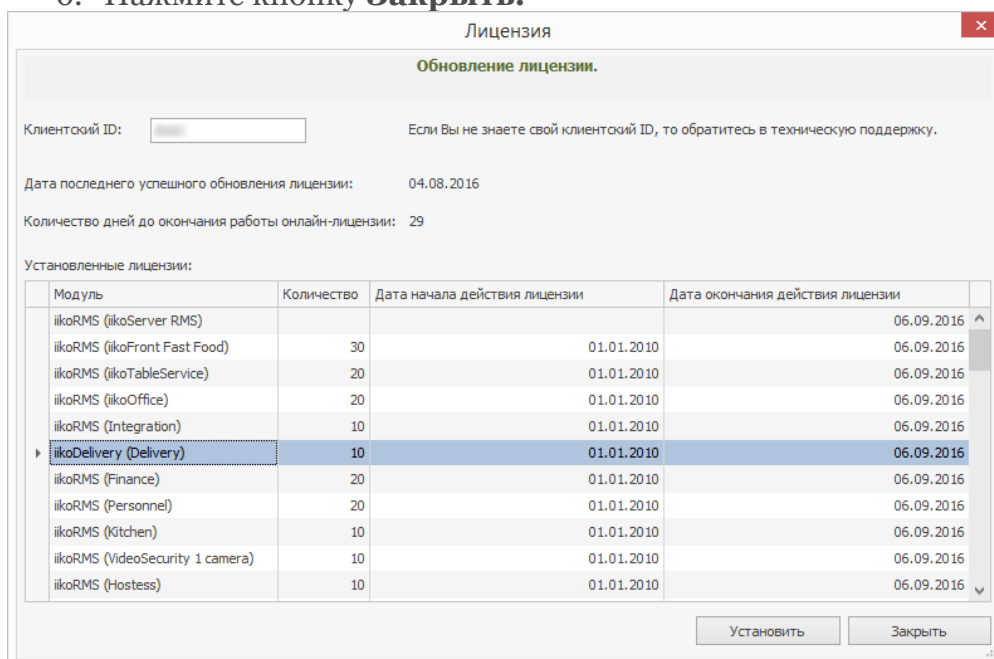 6. Нажмите кнопку Закрыть.
Лицензия
Обновление лицензии.
Клиентский ID: Если Вы не знаете свой клиентский ID, то обратитесь в техническую поддержку.
Дата последнего успешного обновления лицензии: 04.08.2016
Количество дней до окончания работы онлайн-лицензии: 29
Установленные лицензии:
Модуль Количество Дата начала действия лицензии Дата окончания действия лицензии
iikoRMS (iikoServer RMS) 06.09.2016
iikoRMS (iikoFront Fast Food) 30 01.01.2010 06.09.2016
iikoRMS (iikoTableService) 20 01.01.2010 06.09.2016
iikoRMS (iikoOffice) 20 01.01.2010 06.09.2016
iikoRMS (Integration) 10 01.01.2010 06.09.2016
iikoDelivery (Delivery) 10 01.01.2010 06.09.2016
iikoRMS (Finance) 20 01.01.2010 06.09.2016
iikoRMS (Personnel) 20 01.01.2010 06.09.2016
iikoRMS (Kitchen) 10 01.01.2010 06.09.2016
iikoRMS (VideoSecurity 1 camera) 10 01.01.2010 06.09.2016
iikoRMS (Hostess) 10 01.01.2010 06.09.2016
Установить Закрыть